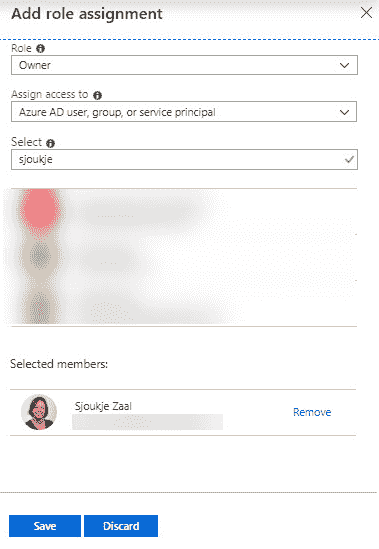 Add role assignment
Role
Owner
Assign access to
Azure AD user, group, or service principal
Select
sjoukje
Selected members:
Sjoukje Zaal
Remove
Save
Discard